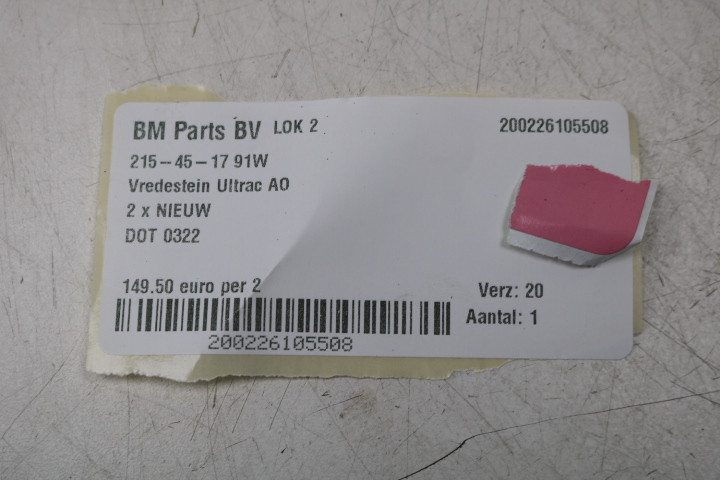 BM Parts BV LOK 2 200226105508
215-45-17 91W
Vredestein Ultrac AO
2 x NIEUW
DOT 0322
149.50 euro per 2 Verz: 20
Aantal: 1
200226105508